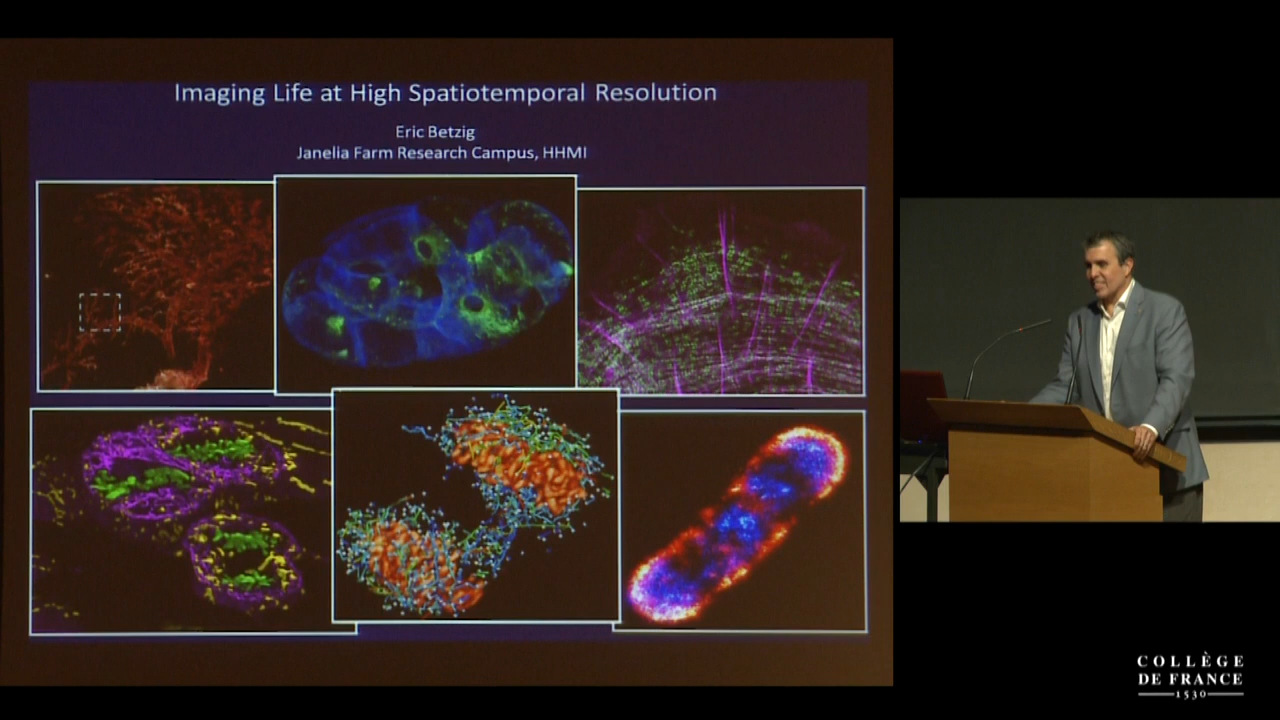 Imaging Life at High Spatiotemporal Resolution
Eric Betzig
Janelia Farm Research Campus, HHMI
COLLÈGE
DE FRANCE
1530